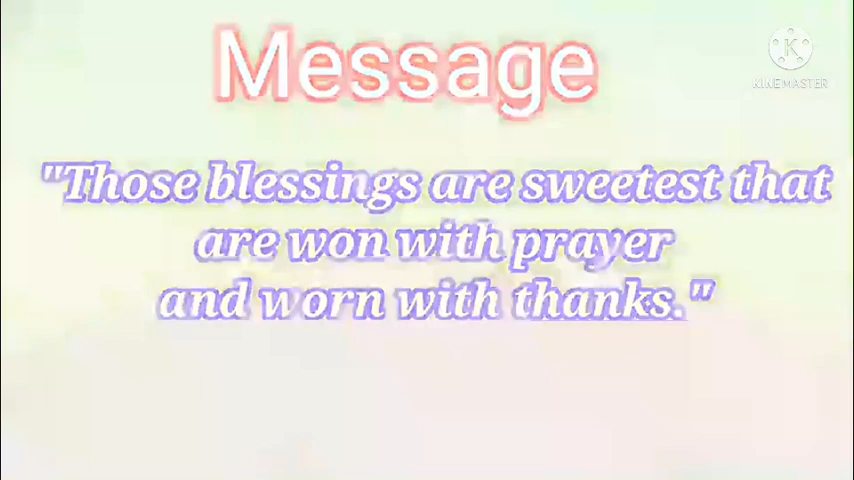 Message
K
KINEMASTER
"Those blessings are sweetest that
are won with prayer
and worn with thanks."